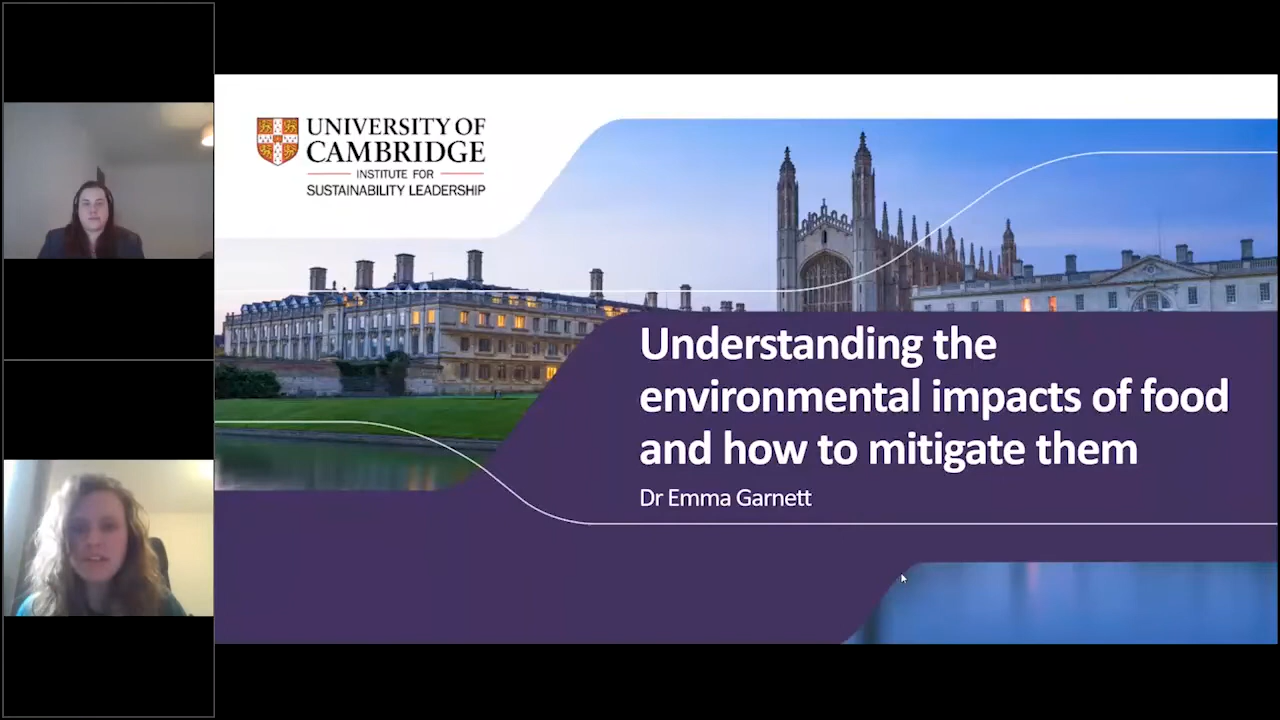 UNIVERSITY OF
CAMBRIDGE
INSTITUTE FOR
SUSTAINABILITY LEADERSHIP
Understanding the
environmental impacts of food
and how to mitigate them
Dr Emma Garnett